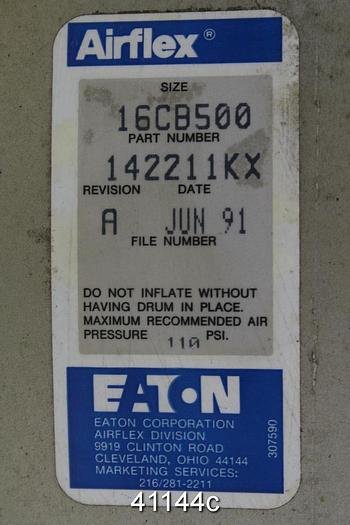 Airflex®
SIZE
16CB500
PART NUMBER
142211KX
REVISION DATE
A JUN 91
FILE NUMBER
DO NOT INFLATE WITHOUT
HAVING DRUM IN PLACE.
MAXIMUM RECOMMENDED AIR
PRESSURE 110 PSI.
EATON
EATON CORPORATION
AIRFLEX DIVISION
9919 CLINTON ROAD
CLEVELAND, OHIO 44144
MARKETING SERVICES:
216/281-2211
307590
41144c